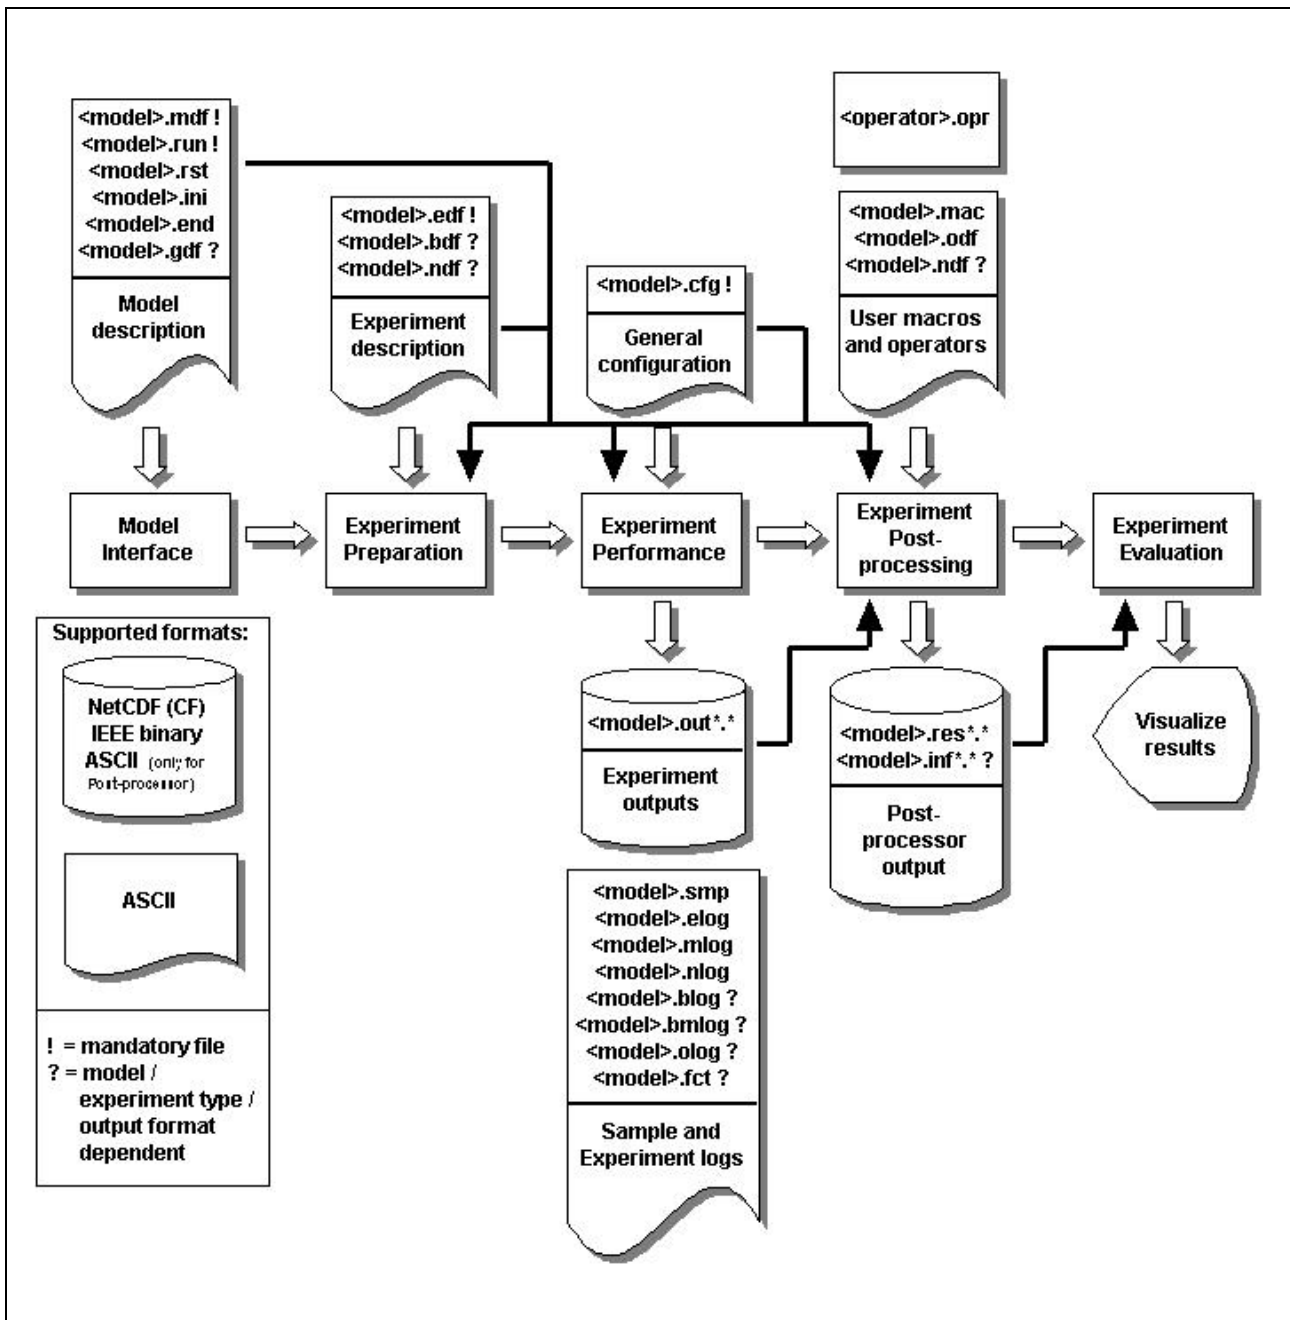 <model>.mdf !
<model>.run !
<model>.rst
<model>.ini
<model>.end
<model>.gdf ?
Model
description
<model>.edf !
<model>.bdf ?
<model>.ndf ?
Experiment
description
<model>.cfg !
General
configuration
<operator>.opr
<model>.mac
<model>.odf
<model>.ndf ?
User macros
and operators
Model
Interface
Experiment
Preparation
Experiment
Performance
Experiment
Post-
processing
Experiment
Evaluation
Supported formats:
NetCDF (CF)
IEEE binary
ASCII (only for
Post-processor)
ASCII
! = mandatory file
? = model /
experiment type /
output format
dependent
<model>.out*.*
Experiment
outputs
<model>.res*.*
<model>.inf*.* ?
Post-
processor
output
Visualize
results
<model>.smp
<model>.elog
<model>.mlog
<model>.nlog
<model>.blog ?
<model>.bmlog ?
<model>.olog ?
<model>.fct ?
Sample and
Experiment logs